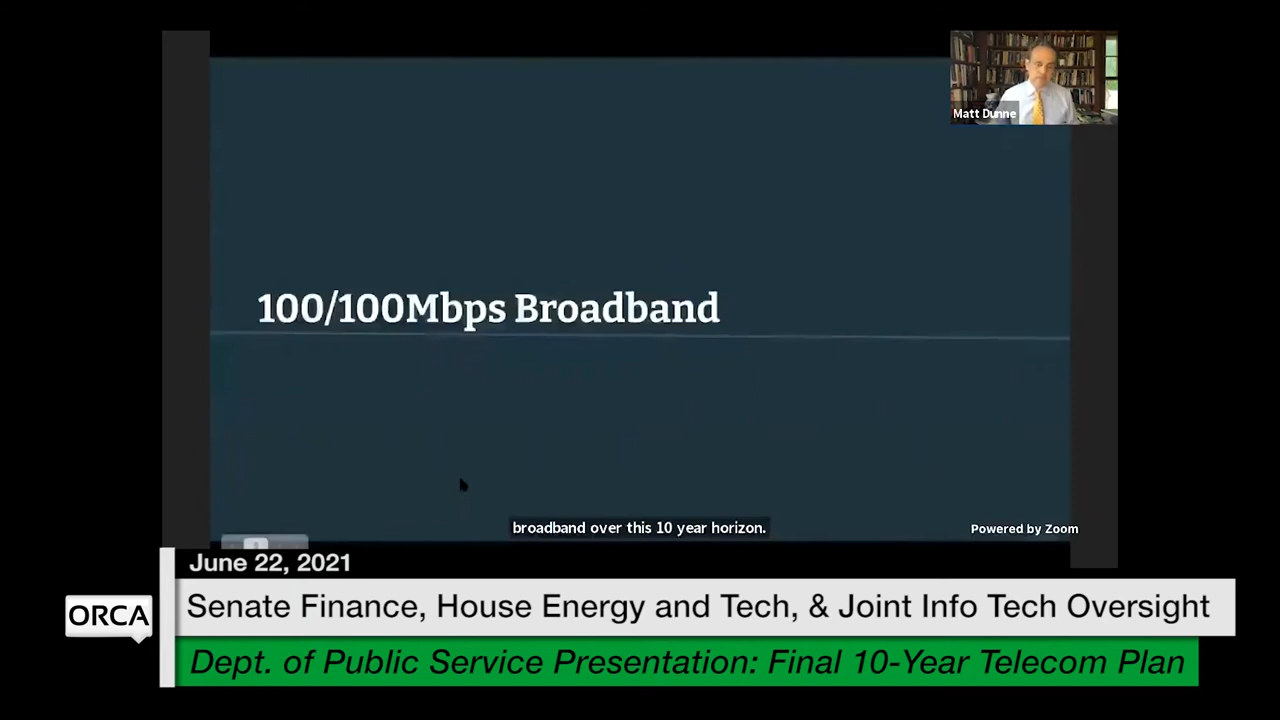 Matt Dunne
100/100Mbps Broadband
broadband over this 10 year horizon.
Powered by Zoom
June 22, 2021
ORCA
Senate Finance, House Energy and Tech, & Joint Info Tech Oversight
Dept. of Public Service Presentation: Final 10-Year Telecom Plan